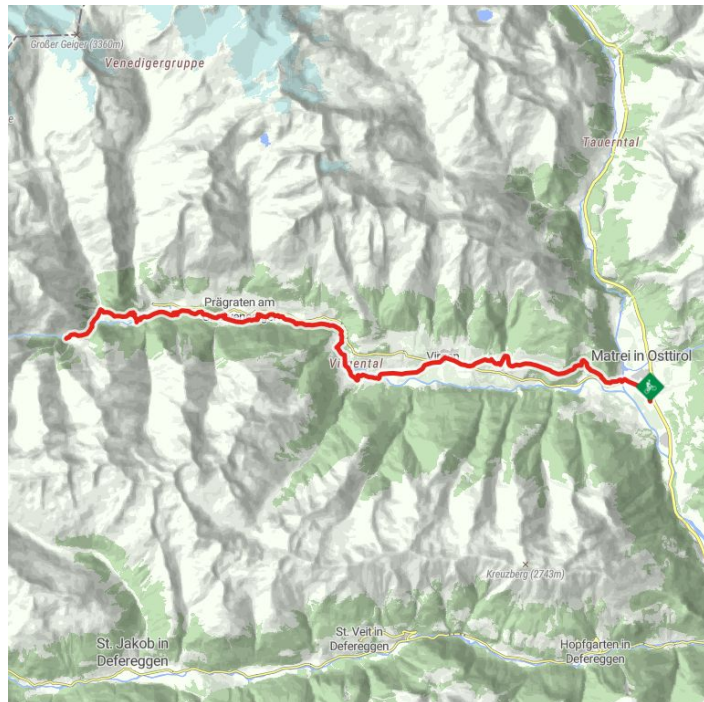 Großer Geiger (3360m)
Venedigergruppe
Tauerntal
Prägraten am
Matrei in Osttirol
Kreuzberg (2743m)
St. Jakob in
Defereggen
St. Veit in
Defereggen
Hopfgarten in
Defereggen